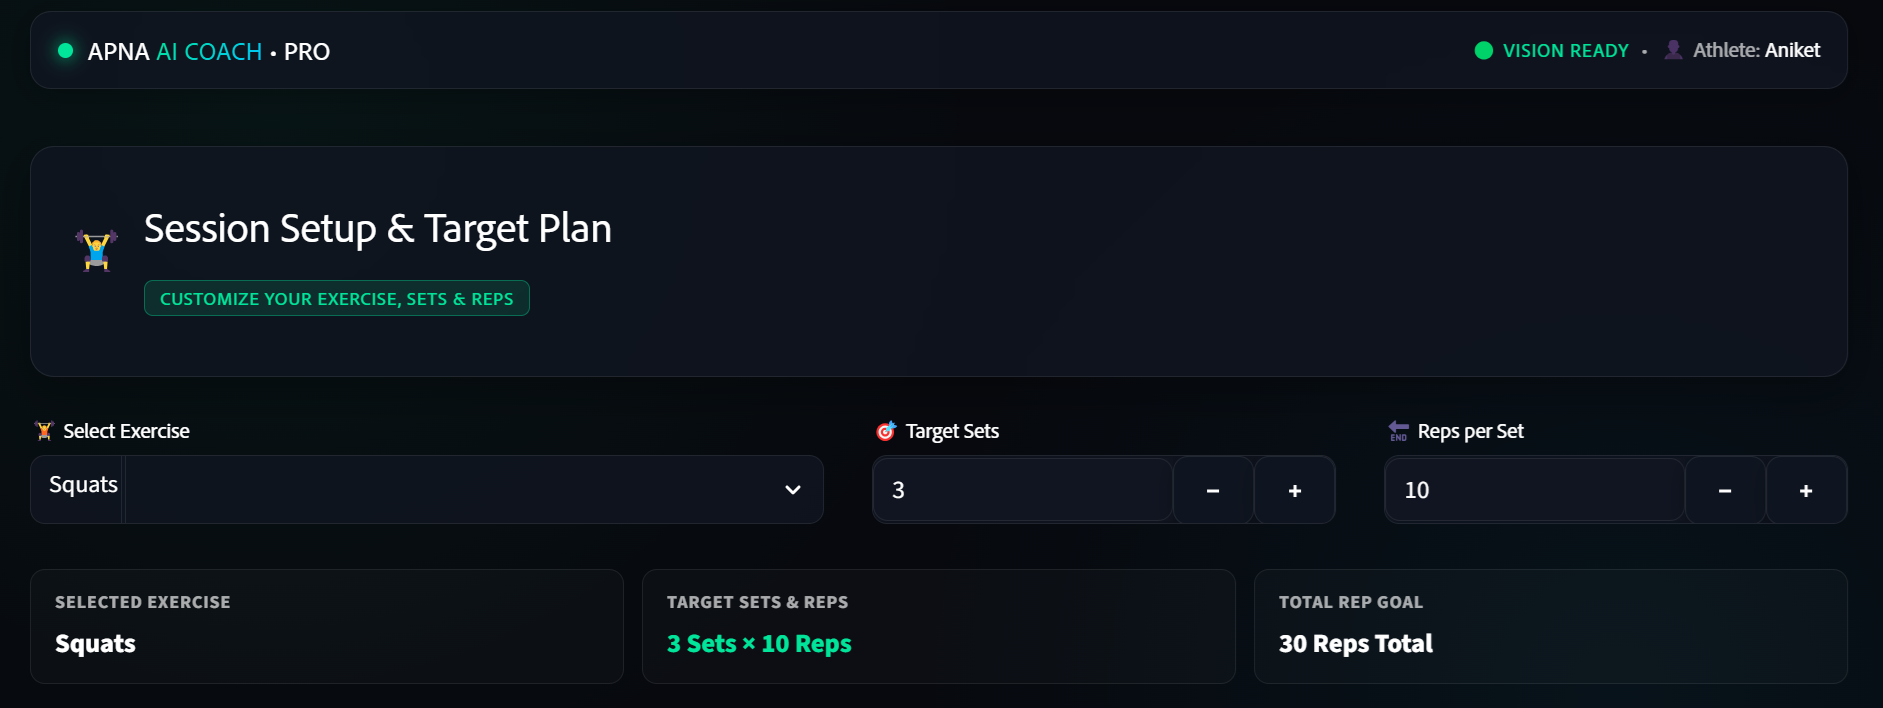 APNA AI COACH • PRO
VISION READY • Athlete: Aniket
Session Setup & Target Plan
CUSTOMIZE YOUR EXERCISE, SETS & REPS
Select Exercise
Target Sets
END
Reps per Set
Squats
3
−
+
10
−
+
SELECTED EXERCISE
Squats
TARGET SETS & REPS
3 Sets × 10 Reps
TOTAL REP GOAL
30 Reps Total